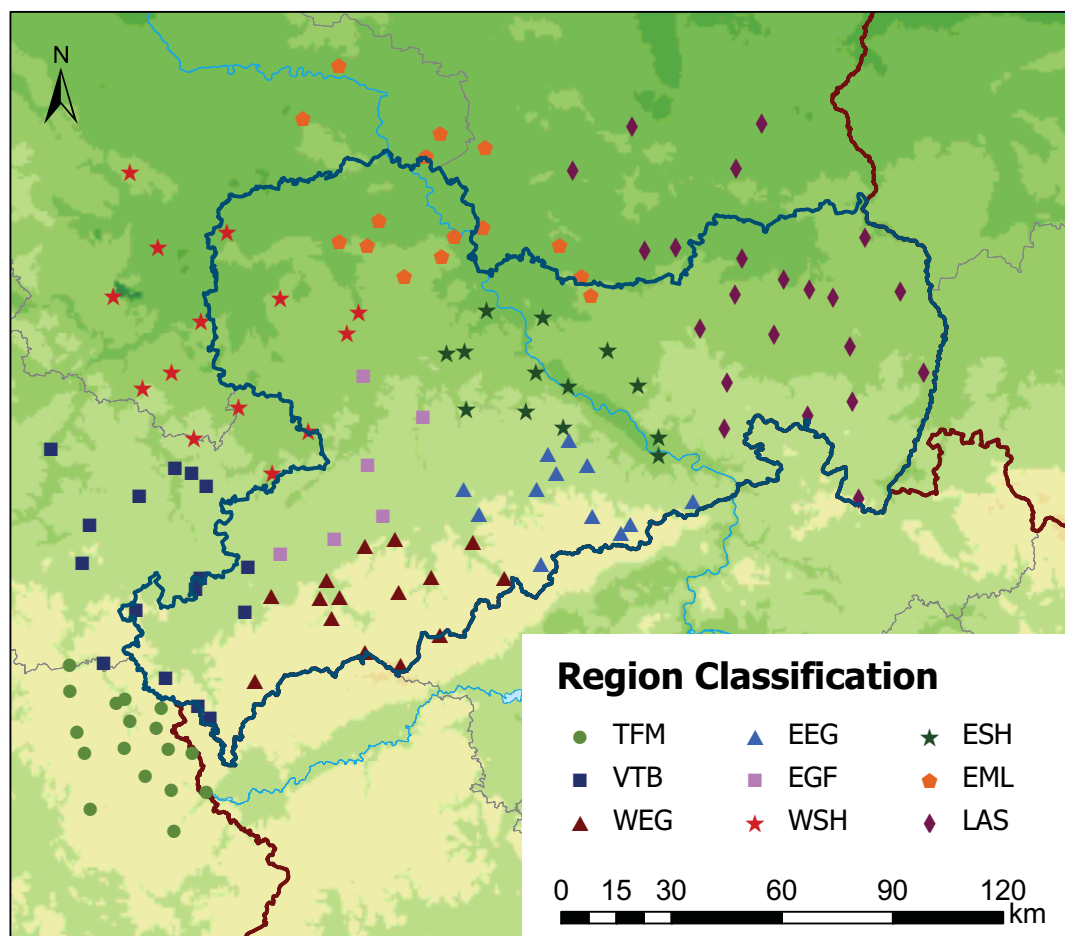 N
Region Classification
TFM EEG ESH
VTB EGF EML
WEG WSH LAS
0 15 30 60 90 120
km